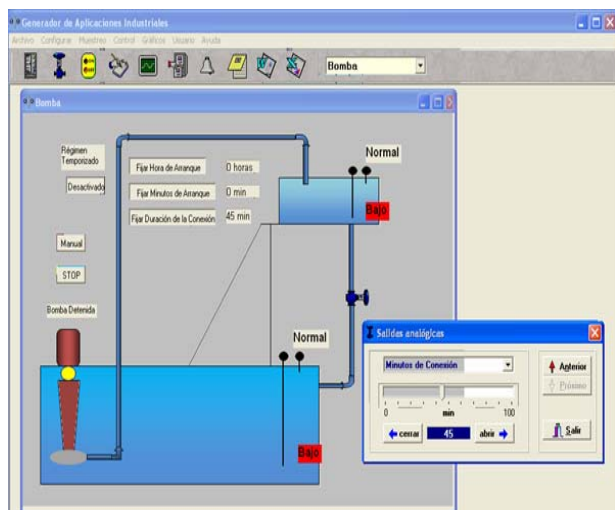 Generador de Aplicaciones Industriales
Archivo Configurar Muestreo Control Gráficos Usuario Ayuda
Bomba
Bomba
Régimen
Temporizado
Desactivado
Fijar Hora de Arranque
0 horas
Fijar Minutos de Arranque
0 min
Fijar Duración de la Conexión
45 min
Normal
Bajo
Manual
STOP
Bomba Detenida
Normal
Bajo
Salidas analógicas
Minutos de Conexión
0 min 100
cerrar 45 abrir
Anterior
Próximo
Salir